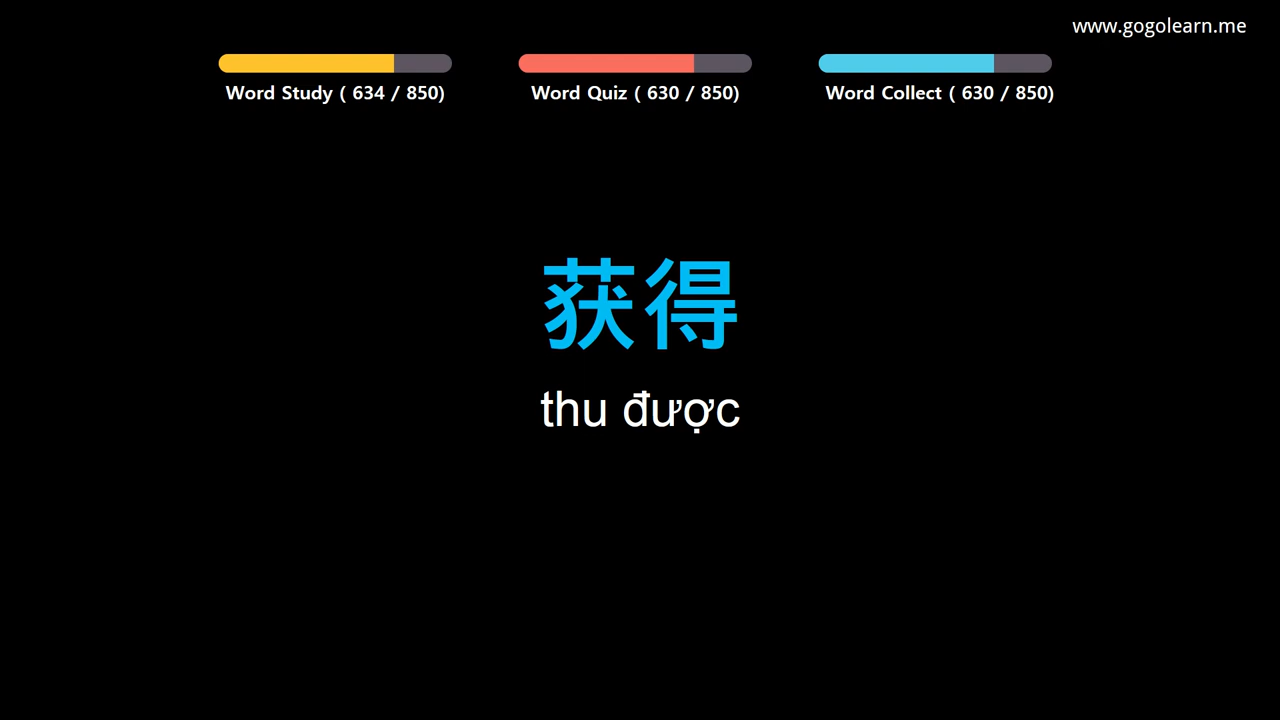 www.gogolearn.me
Word Study ( 634 / 850)
Word Quiz ( 630 / 850)
Word Collect ( 630 / 850)
获得
thu được